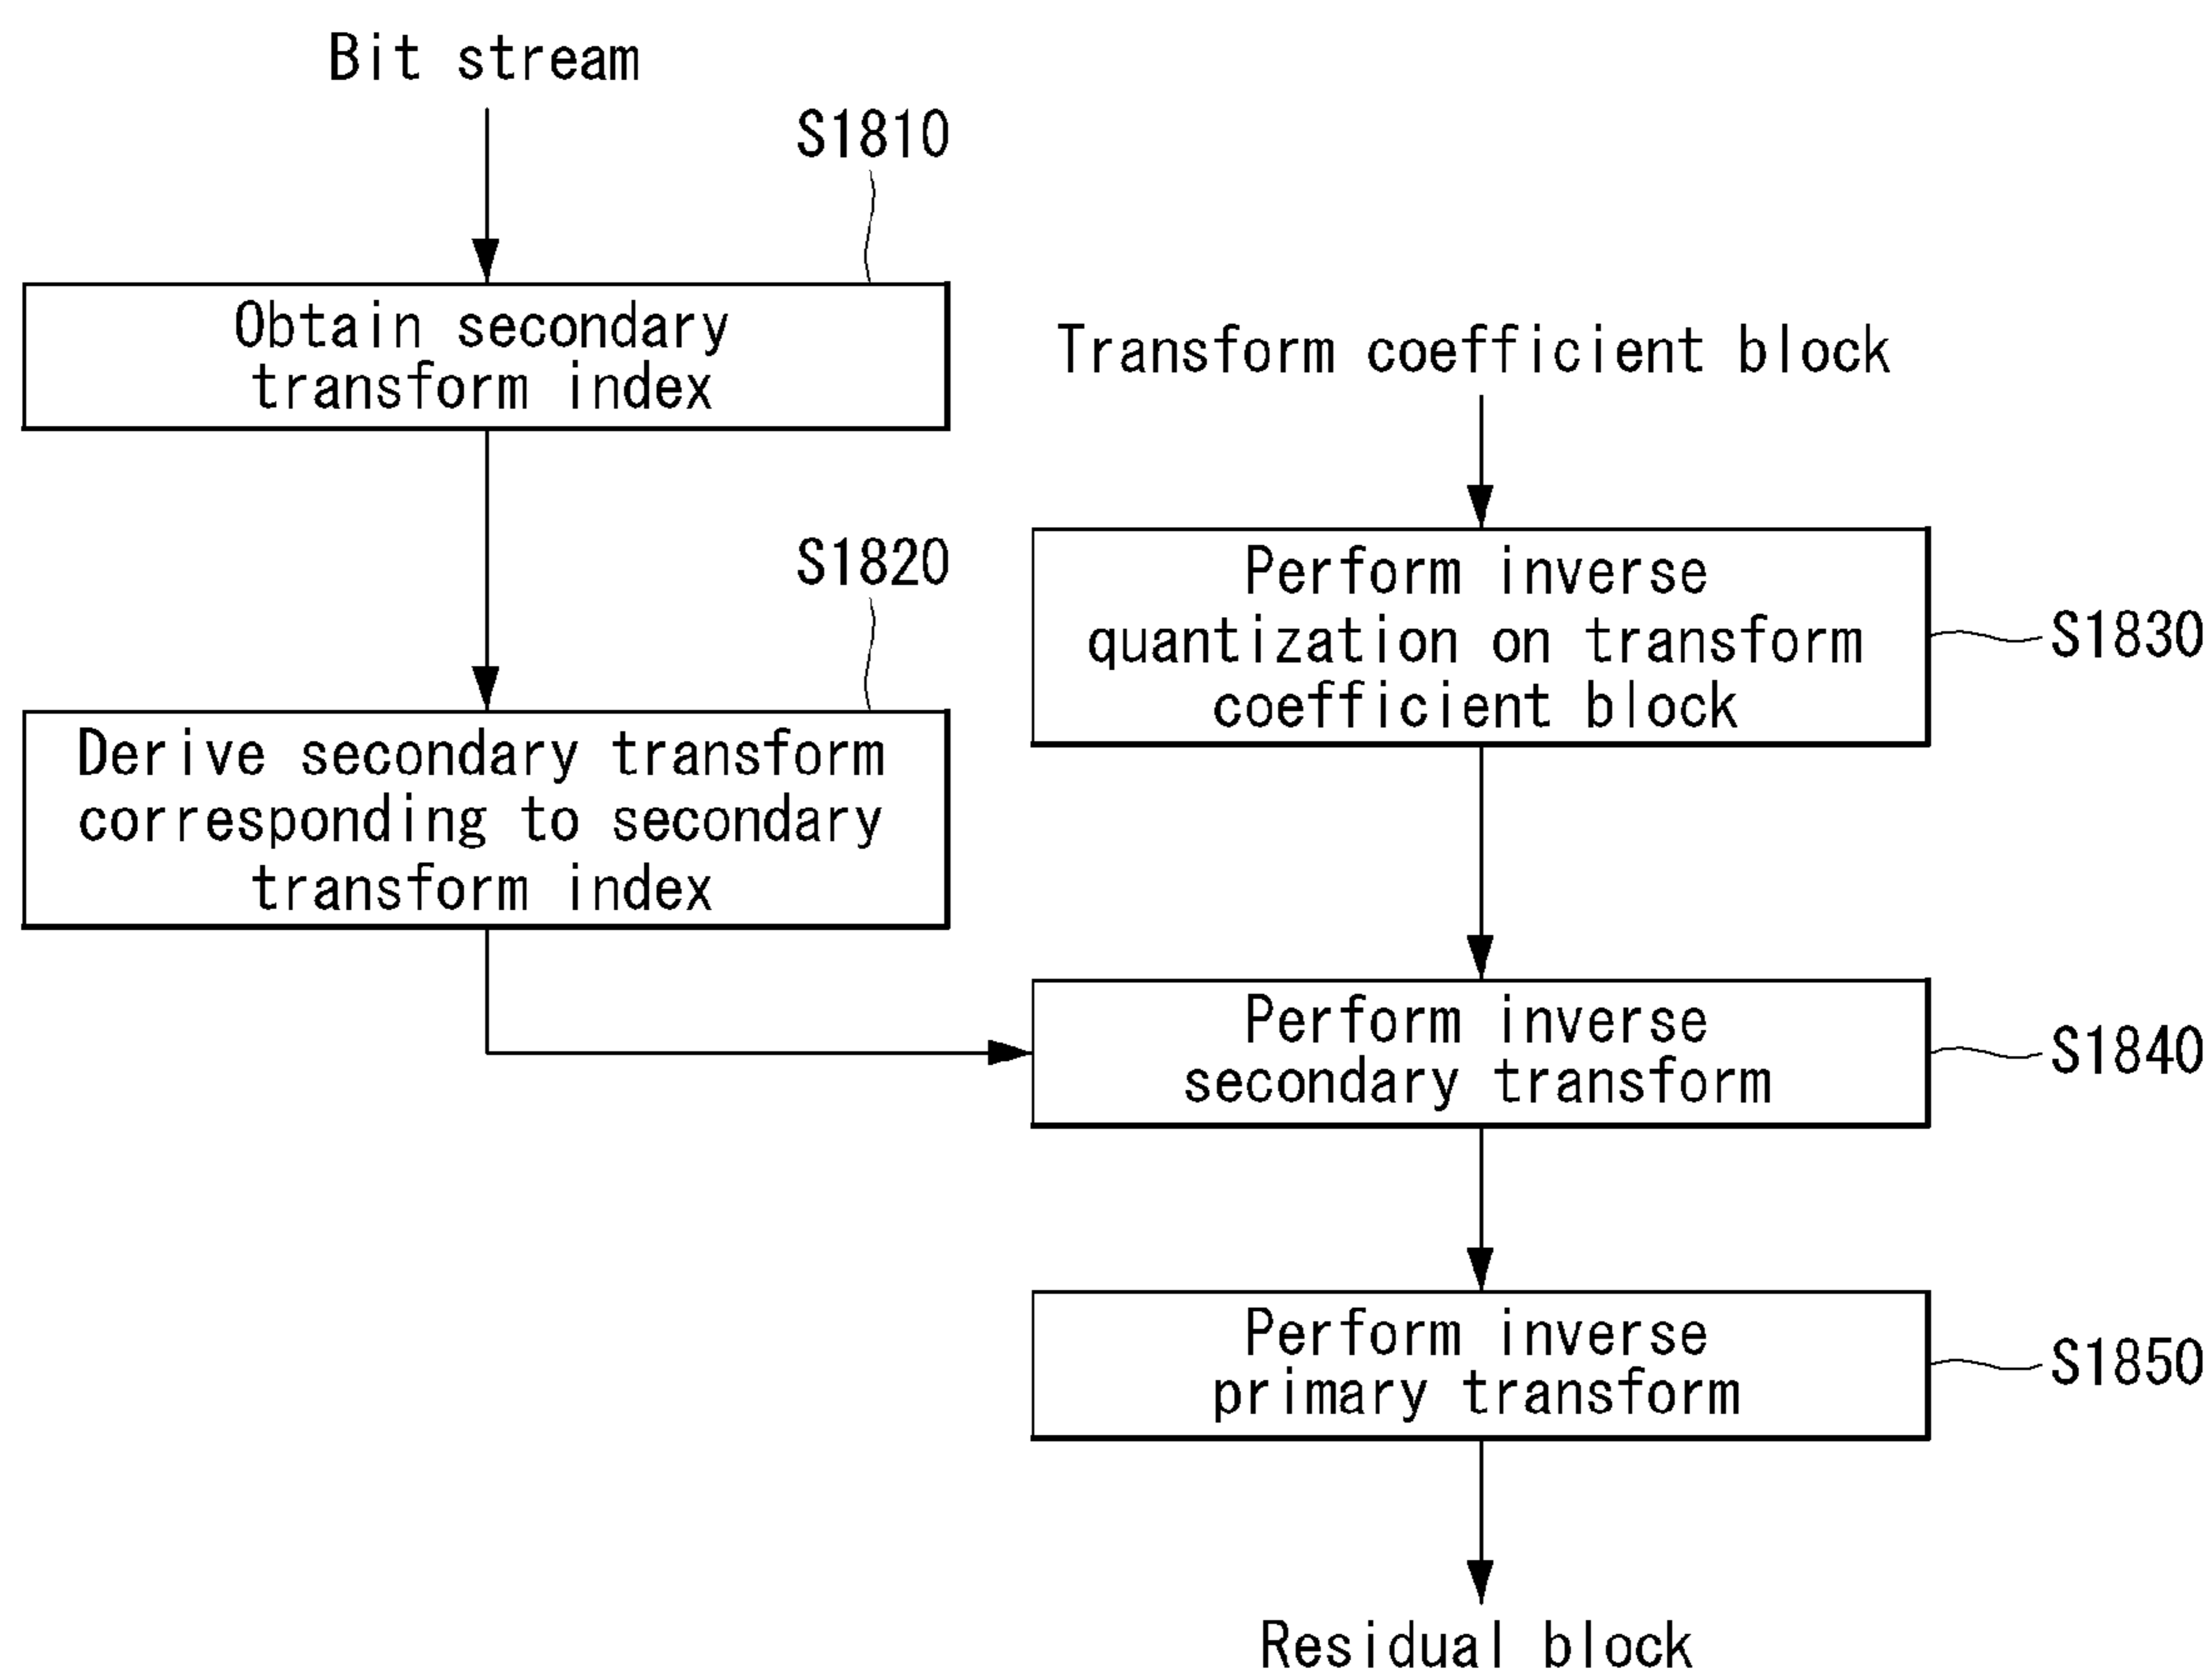 Bit stream
S1810
Obtain secondary
transform index
S1820
Derive secondary transform
corresponding to secondary
transform index
Transform coefficient block
Perform inverse
quantization on transform
coefficient block
S1830
Perform inverse
secondary transform
S1840
Perform inverse
primary transform
S1850
Residual block